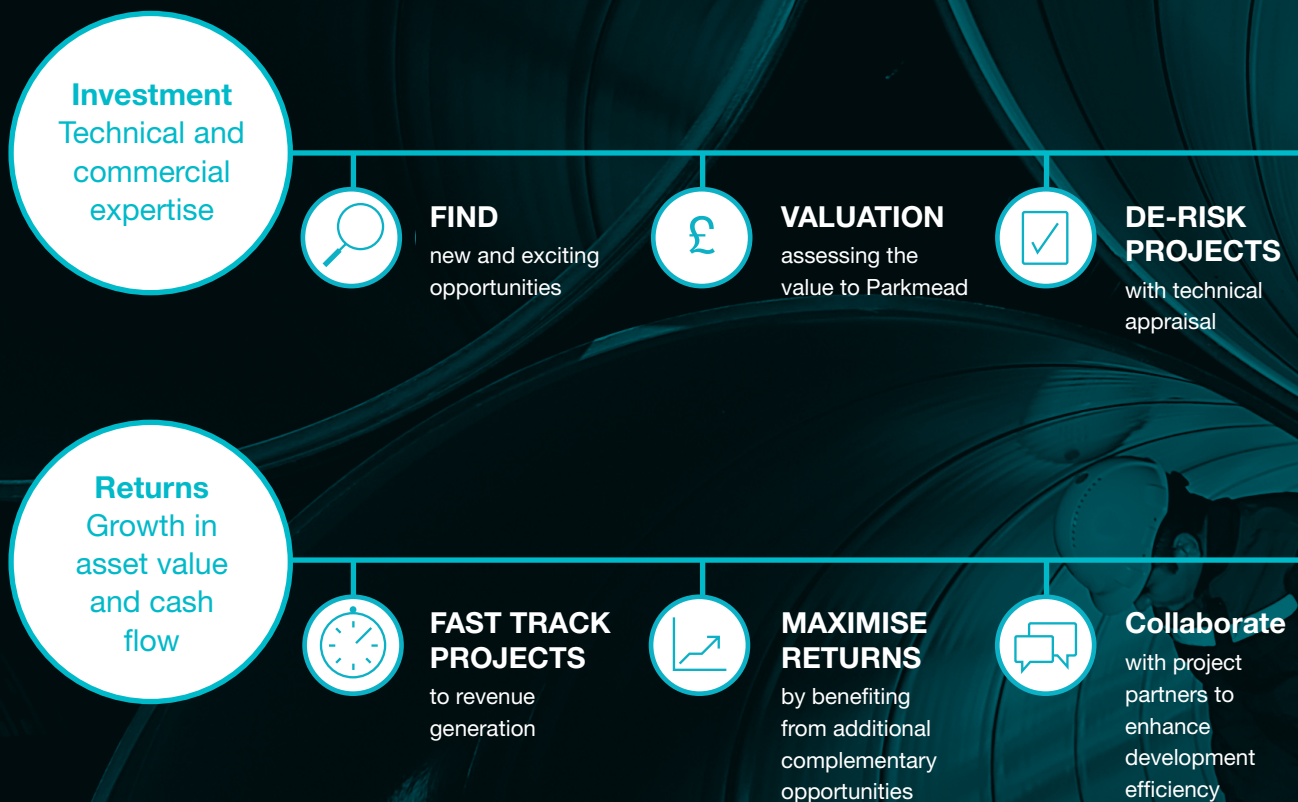 Investment
Technical and
commercial
expertise
FIND
new and exciting
opportunities
£
VALUATION
assessing the
value to Parkmead
DE-RISK
PROJECTS
with technical
appraisal
Returns
Growth in
asset value
and cash
flow
FAST TRACK
PROJECTS
to revenue
generation
MAXIMISE
RETURNS
by benefiting
from additional
complementary
opportunities
Collaborate
with project
partners to
enhance
development
efficiency